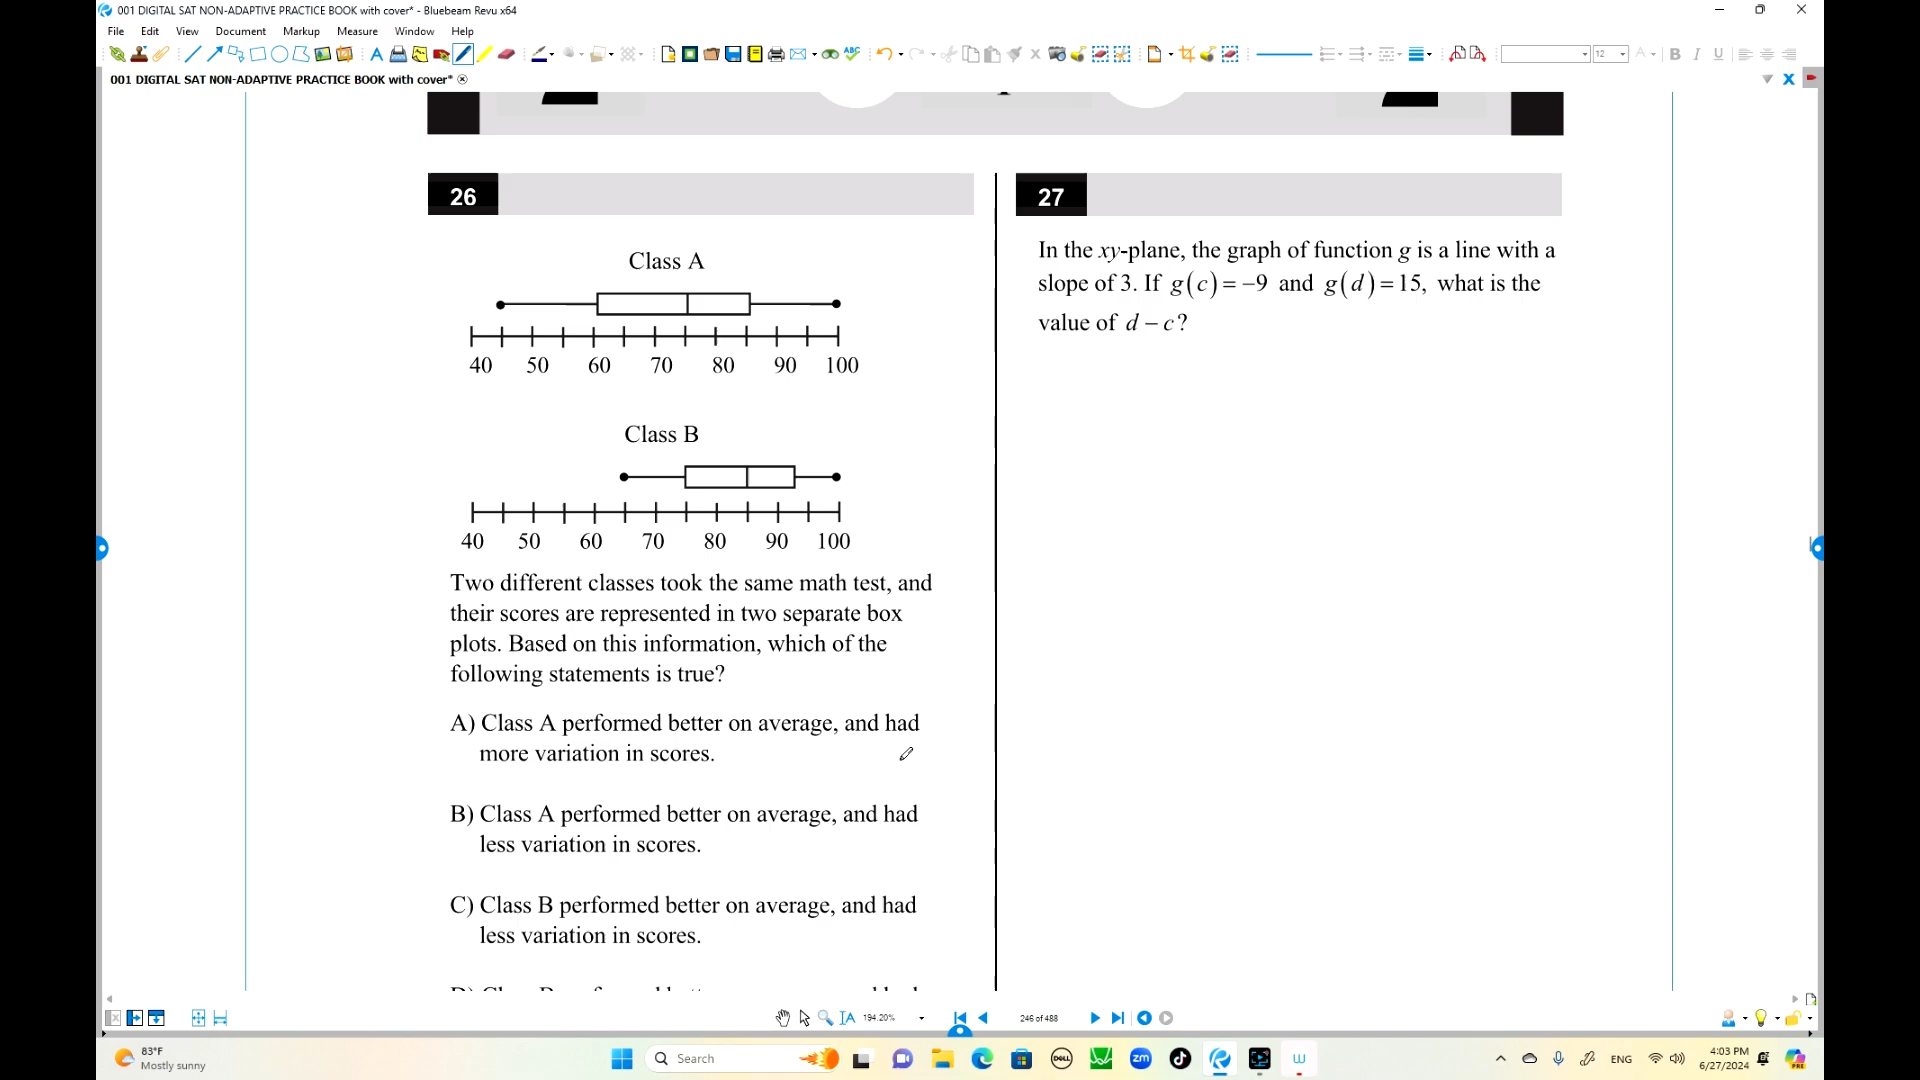 001 DIGITAL SAT NON-ADAPTIVE PRACTICE BOOK with cover* - Bluebeam Revu x64
File Edit View Document Markup Measure Window Help
12
001 DIGITAL SAT NON-ADAPTIVE PRACTICE BOOK with cover*
26
Class A
40 50 60 70 80 90 100
Class B
40 50 60 70 80 90 100
Two different classes took the same math test, and
their scores are represented in two separate box
plots. Based on this information, which of the
following statements is true?
A) Class A performed better on average, and had
more variation in scores.
B) Class A performed better on average, and had
less variation in scores.
C) Class B performed better on average, and had
less variation in scores.
27
In the xy-plane, the graph of function g is a line with a
slope of 3. If g(c) = −9 and g(d) = 15, what is the
value of d − c?
194.20%
246 of 488
83°F
Mostly sunny
Search
DELL
zm
ENG
4:03 PM
6/27/2024